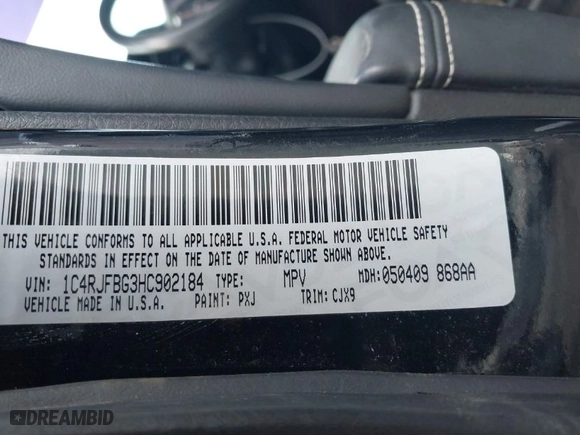 THIS VEHICLE CONFORMS TO ALL APPLICABLE U.S.A. FEDERAL MOTOR VEHICLE SAFETY
STANDARDS IN EFFECT ON THE DATE OF MANUFACTURE SHOWN ABOVE.
VIN: 1C4RJFBG3HC902184 TYPE: MPV MDH:050409 868AA
VEHICLE MADE IN U.S.A. PAINT: PXJ TRIM: CJX9
DREAMBID